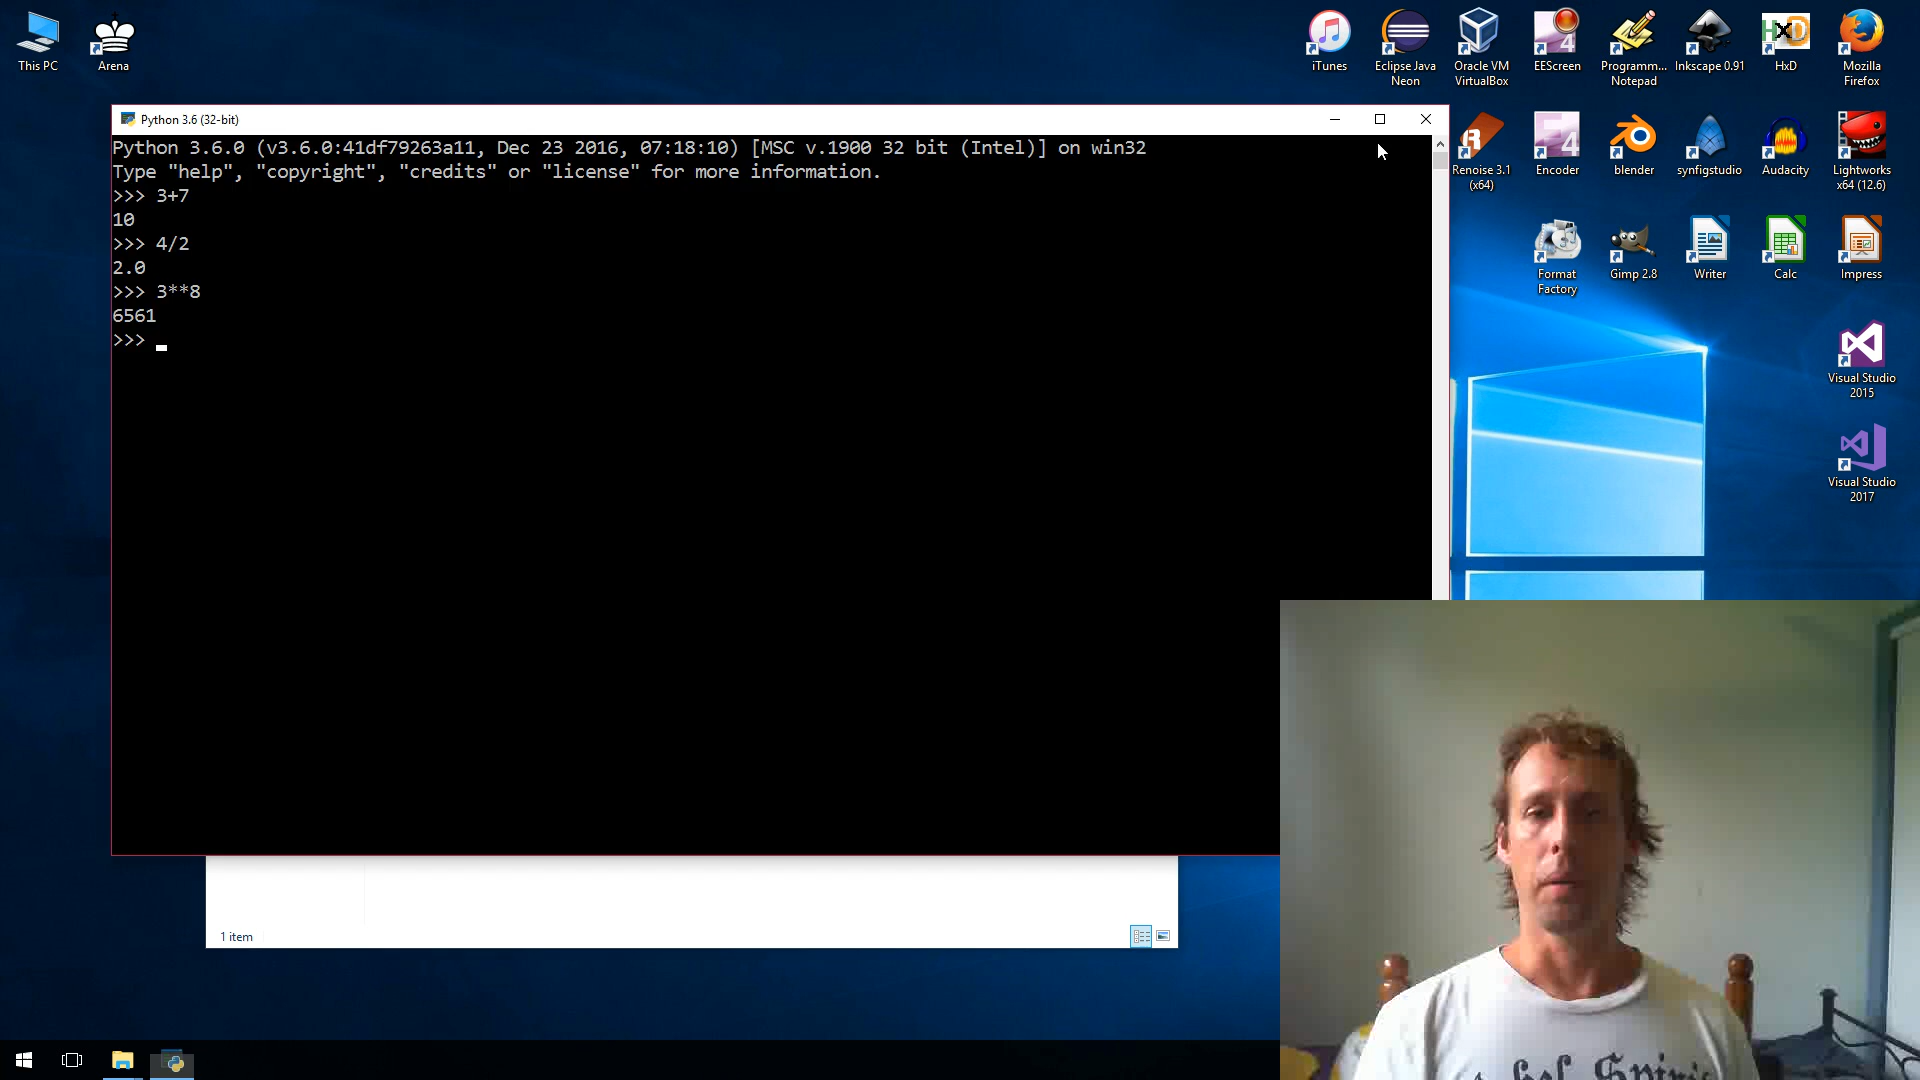 This PC
Arena
iTunes
Eclipse Java
Neon
Oracle VM
VirtualBox
EEScreen
Programm...
Notepad
Inkscape 0.91
HxD
Mozilla
Firefox
Python 3.6 (32-bit)
Python 3.6.0 (v3.6.0:41df79263a11, Dec 23 2016, 07:18:10) [MSC v.1900 32 bit (Intel)] on win32
Type "help", "copyright", "credits" or "license" for more information.
>>> 3+7
10
>>> 4/2
2.0
>>> 3**8
6561
>>>
Renoise 3.1
(x64)
Encoder
blender
synfigstudio
Audacity
Lightworks
x64 (12.6)
Format
Factory
Gimp 2.8
Writer
Calc
Impress
Visual Studio
2015
Visual Studio
2017
1 item